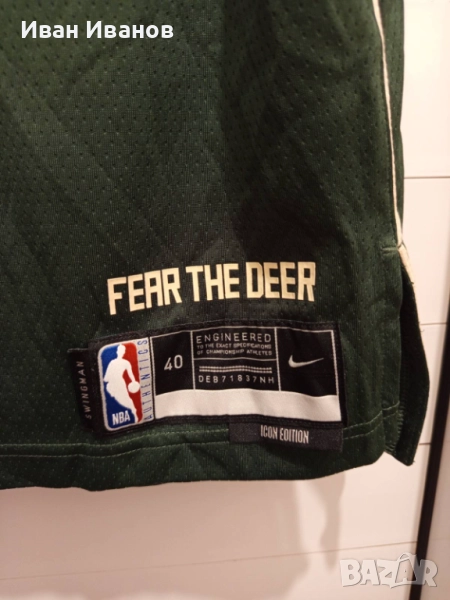 Иван Иванов
FEAR THE DEER
SWINGMAN
NBA
AUTHENTICS
40
ENGINEERED
TO THE EXACT SPECIFICATIONS
OF CHAMPIONSHIP ATHLETES
DEB71837NH
ICON EDITION
BAZAR